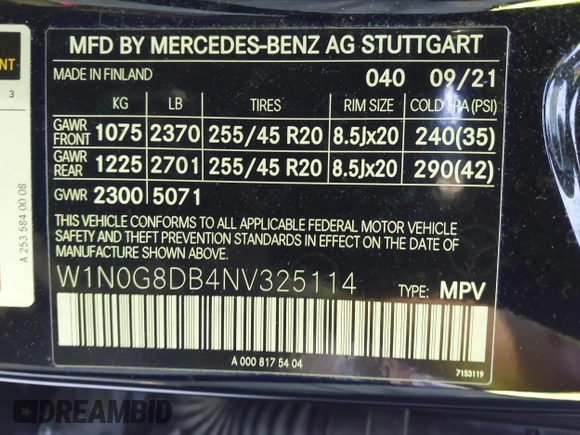 MFD BY MERCEDES-BENZ AG STUTTGART
MADE IN FINLAND 040 09/21
KG LB TIRES RIM SIZE COLD (PSI)
GAWR FRONT 1075 2370 255/45 R20 8.5Jx20 240(35)
GAWR REAR 1225 2701 255/45 R20 8.5Jx20 290(42)
GVWR 2300 5071
THIS VEHICLE CONFORMS TO ALL APPLICABLE FEDERAL MOTOR VEHICLE
SAFETY AND THEFT PREVENTION STANDARDS IN EFFECT ON THE DATE
OF MANUFACTURE SHOWN ABOVE.
W1N0G8DB4NV325114 TYPE: MPV
A 000 817 54 04
7153119
3
A 253 584 00 08
DREAMBID